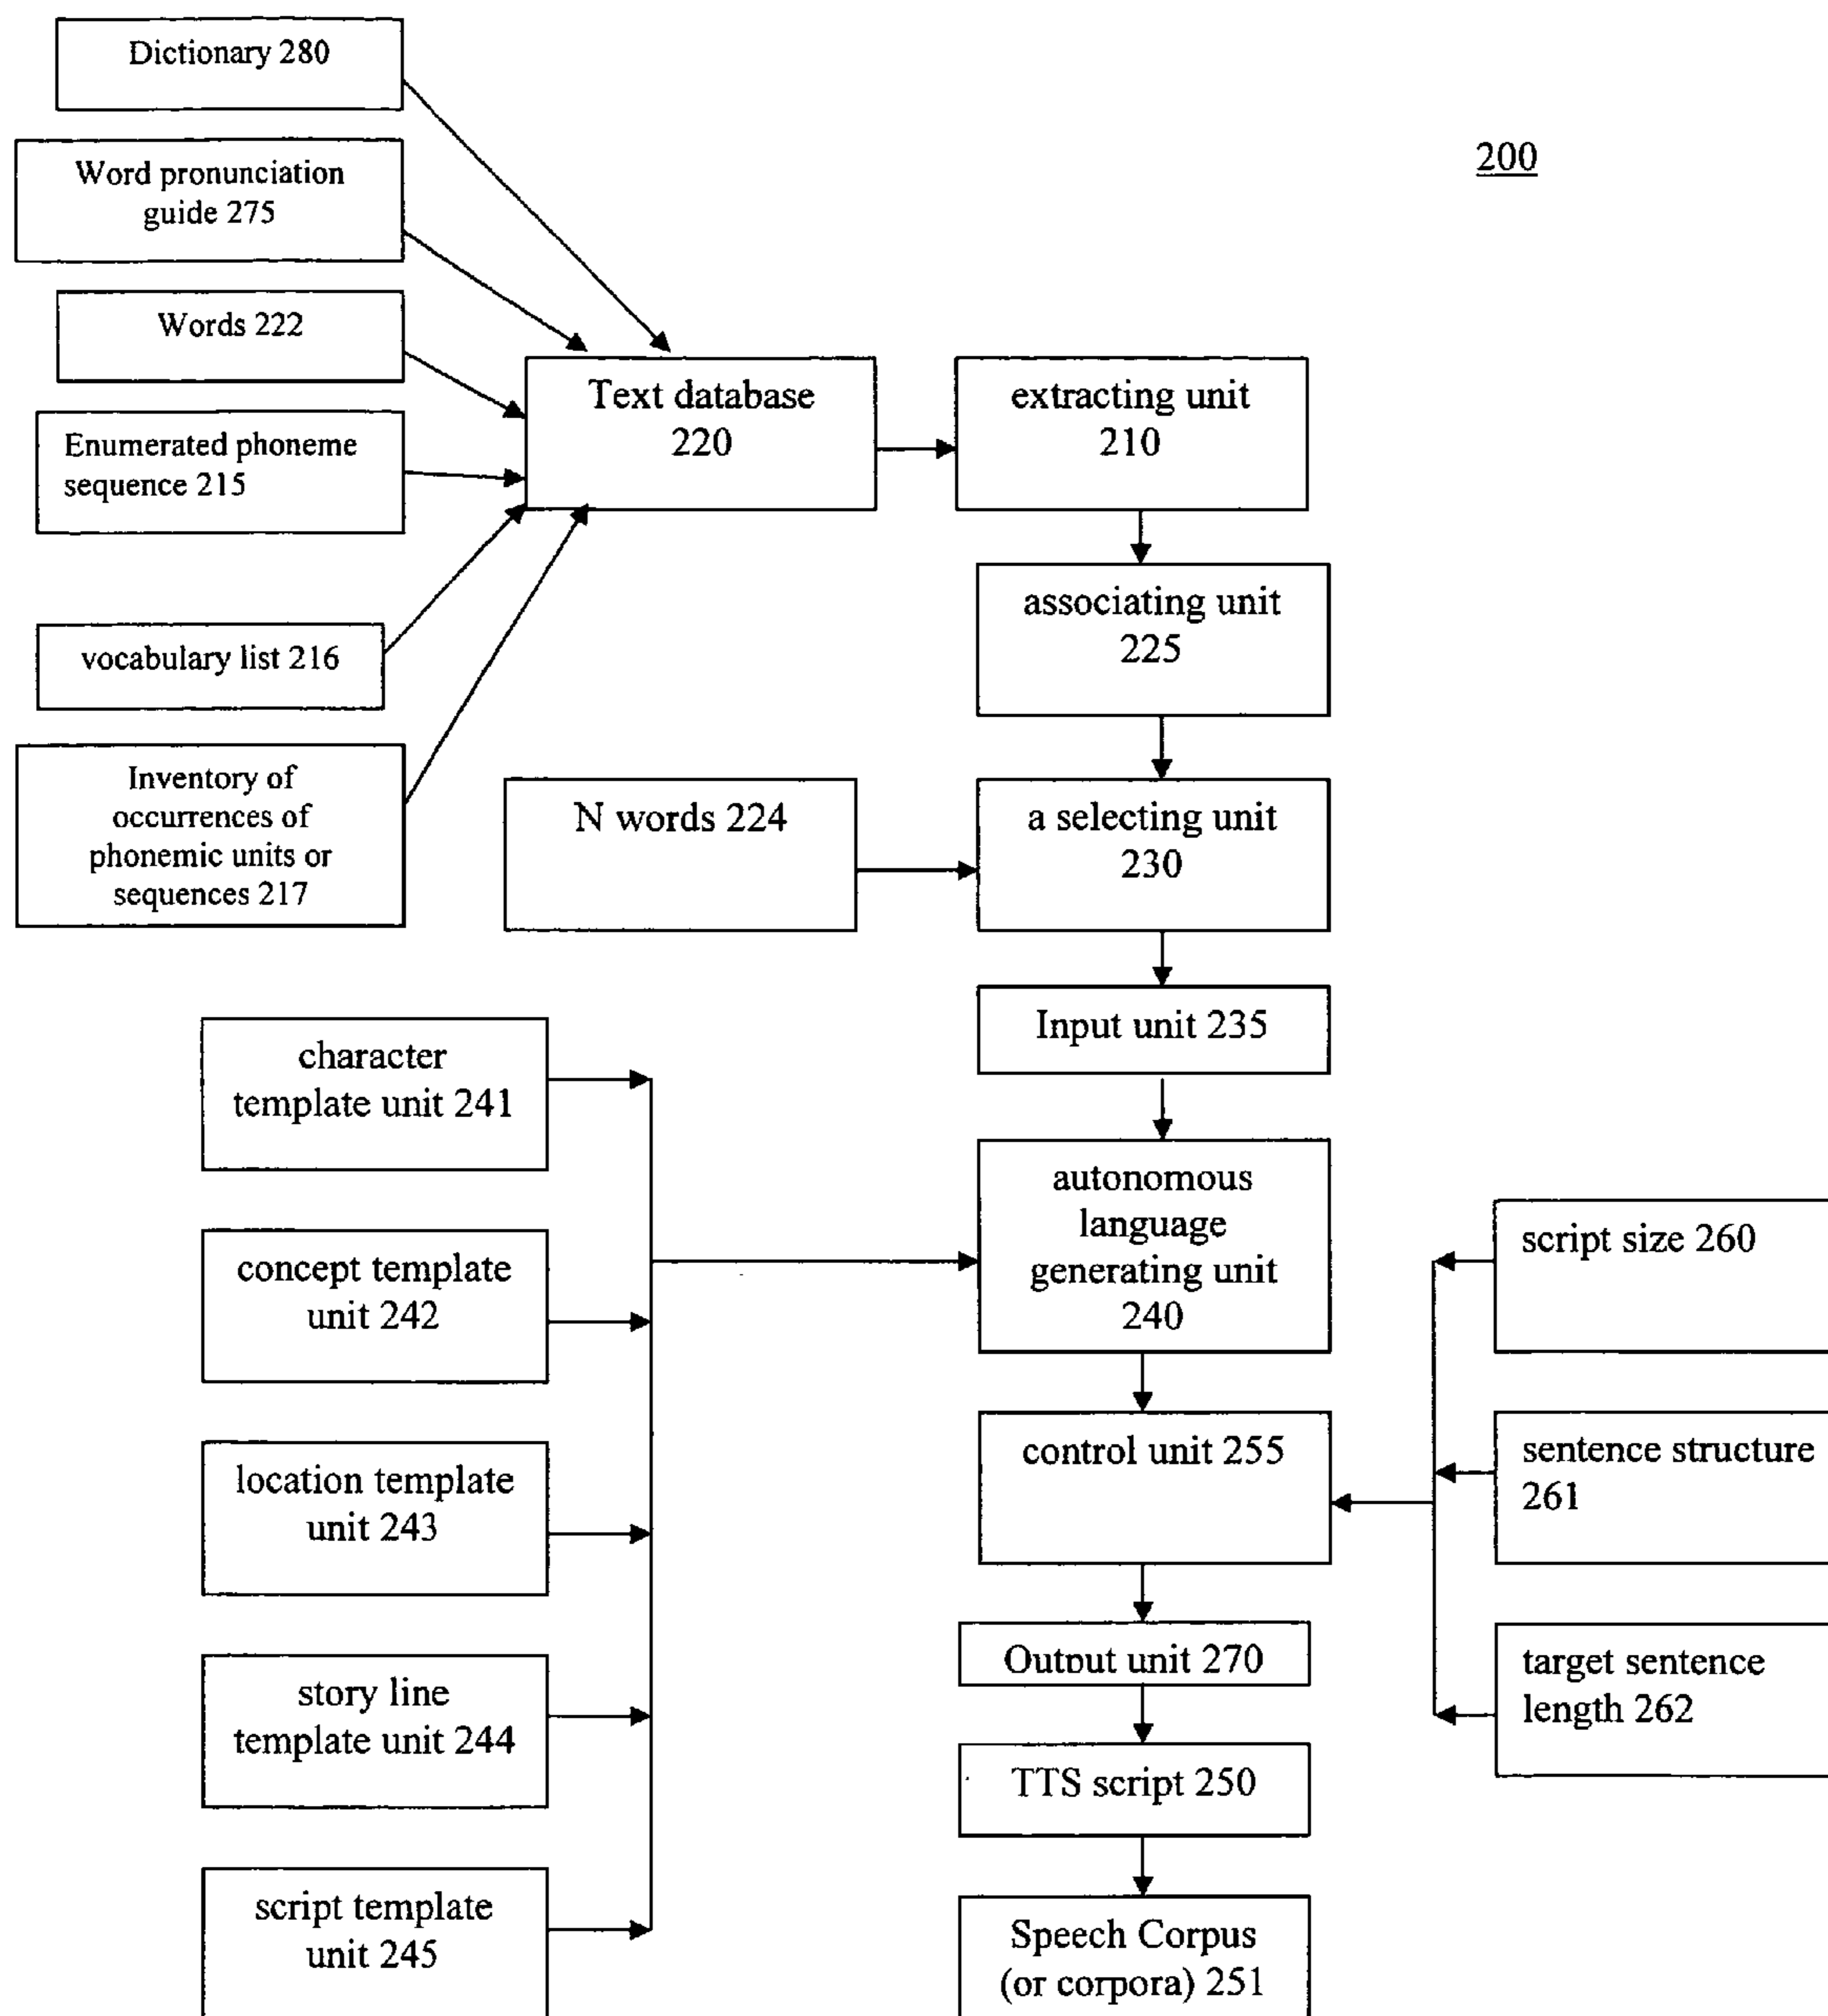 Dictionary 280
200
Word pronunciation
guide 275
Words 222
Enumerated phoneme
sequence 215
vocabulary list 216
Inventory of
occurrences of
phonemic units or
sequences 217
Text database
220
extracting unit
210
associating unit
225
N words 224
a selecting unit
230
Input unit 235
character
template unit 241
concept template
unit 242
location template
unit 243
story line
template unit 244
script template
unit 245
autonomous
language
generating unit
240
control unit 255
script size 260
sentence structure
261
target sentence
length 262
Output unit 270
TTS script 250
Speech Corpus
(or corpora) 251